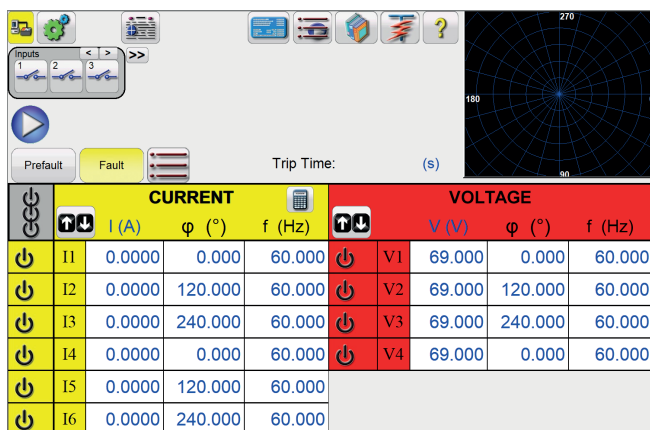 270
Inputs < > >>
1 2 3
180
Prefault Fault Trip Time: (s)
90
CURRENT VOLTAGE
I (A) φ (°) f (Hz) V (V) φ (°) f (Hz)
I1 0.0000 0.000 60.000 V1 69.000 0.000 60.000
I2 0.0000 120.000 60.000 V2 69.000 120.000 60.000
I3 0.0000 240.000 60.000 V3 69.000 240.000 60.000
I4 0.0000 0.000 60.000 V4 69.000 0.000 60.000
I5 0.0000 120.000 60.000
I6 0.0000 240.000 60.000